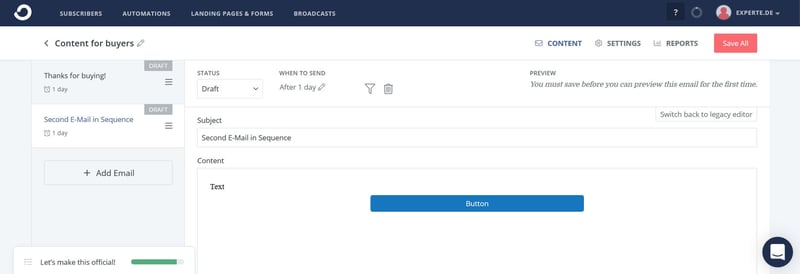 SUBSCRIBERS AUTOMATIONS LANDING PAGES & FORMS BROADCASTS ? EXPERTE.DE
Content for buyers CONTENT SETTINGS REPORTS Save All
DRAFT
Thanks for buying!
1 day
DRAFT
Second E-Mail in Sequence
1 day
+ Add Email
STATUS WHEN TO SEND PREVIEW
Draft After 1 day You must save before you can preview this email for the first time.
Switch back to legacy editor
Subject
Second E-Mail in Sequence
Content
Text
Button
Let's make this official!